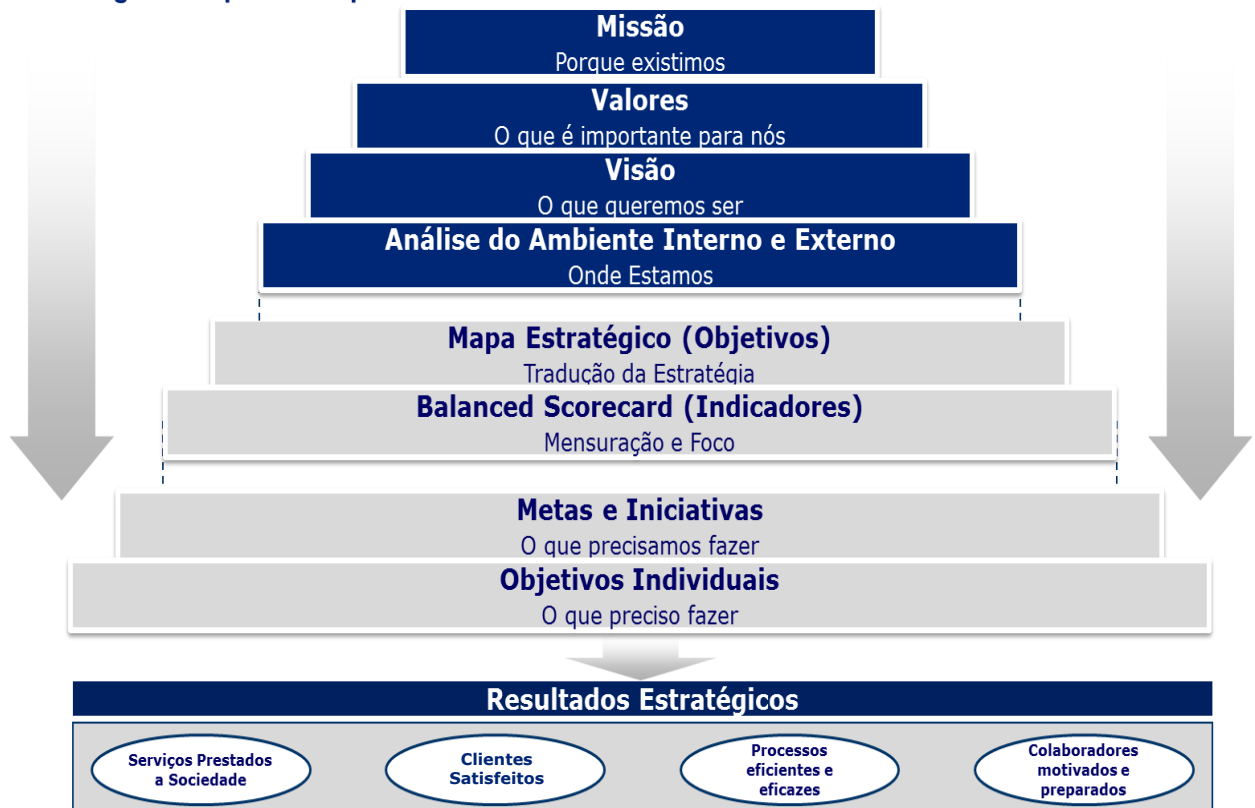 Missão
Porque existimos
Valores
O que é importante para nós
Visão
O que queremos ser
Análise do Ambiente Interno e Externo
Onde Estamos
Mapa Estratégico (Objetivos)
Tradução da Estratégia
Balanced Scorecard (Indicadores)
Mensuração e Foco
Metas e Iniciativas
O que precisamos fazer
Objetivos Individuais
O que preciso fazer
Resultados Estratégicos
Serviços Prestados
a Sociedade
Clientes
Satisfeitos
Processos
eficientes e
eficazes
Colaboradores
motivados e
preparados